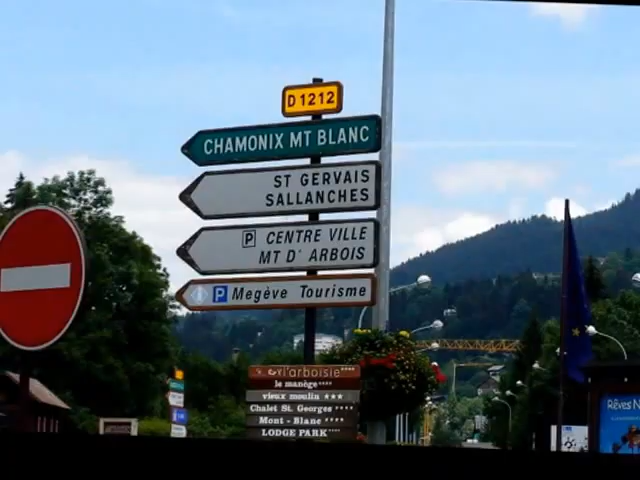 D 1212
CHAMONIX MT BLANC
ST GERVAIS
SALLANCHES
P CENTRE VILLE
MT D' ARBOIS
i P Megève Tourisme
l'arboisie****
le manège****
vieux moulin ***
Chalet St. Georges ****
Mont - Blanc ****
LODGE PARK****
Rêves